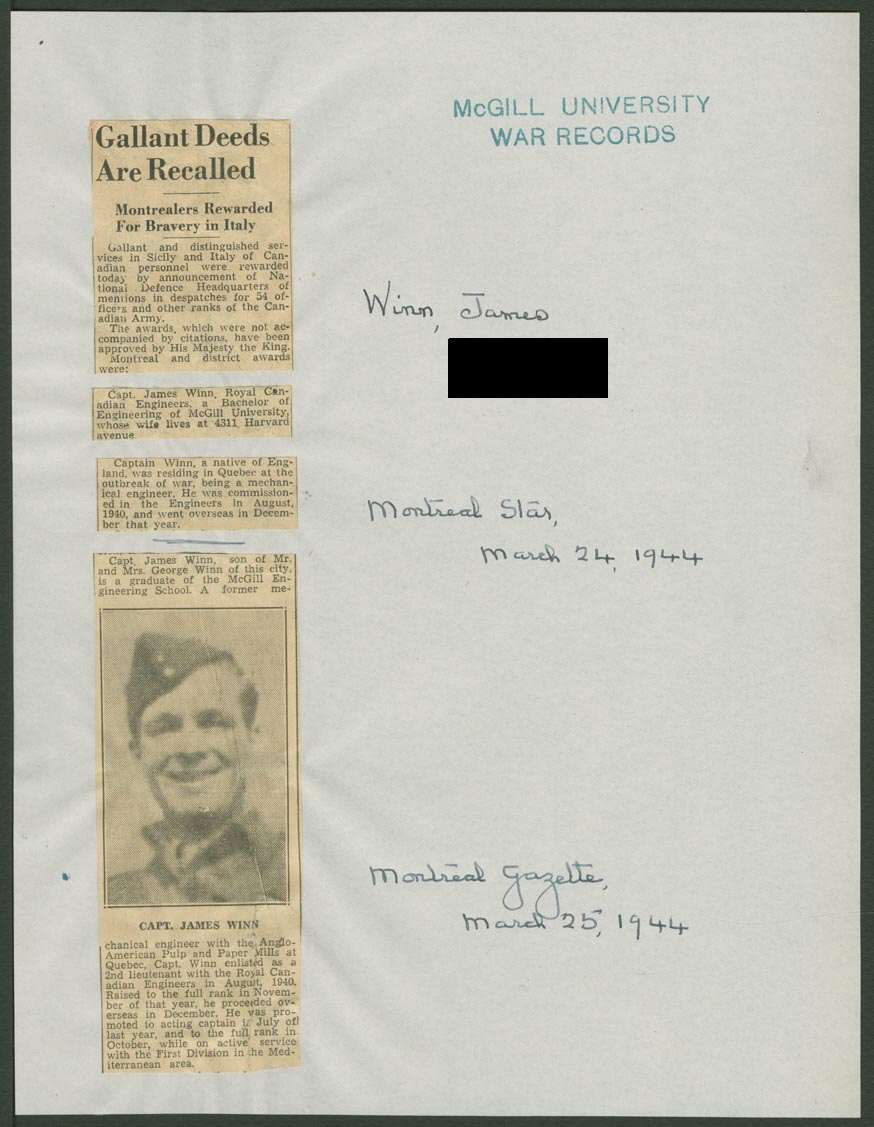 McGILL UNIVERSITY
WAR RECORDS
Gallant Deeds
Are Recalled
Montrealers Rewarded
For Bravery in Italy
Gallant and distinguished ser-
vices in Sicily and Italy of Can-
adian personnel were rewarded
today by announcement of Na-
tional Defence Headquarters of
mentions in despatches for 54 of-
ficers and other ranks of the Can-
adian Army.
The awards, which were not ac-
companied by citations, have been
approved by His Majesty the King.
Montreal and district awards
were:
Winn, James
Capt. James Winn, Royal Can-
adian Engineers, a Bachelor of
Engineering of McGill University,
whose wife lives at 4311 Harvard
avenue
Captain Winn, a native of Eng-
land, was residing in Quebec at the
outbreak of war, being a mechan-
ical engineer. He was commission-
ed in the Engineers in August,
1940, and went overseas in Decem-
ber that year.
Montreal Star,
March 24, 1944
Capt. James Winn, son of Mr.
and Mrs. George Winn of this city,
is a graduate of the McGill En-
gineering School. A former me-
CAPT. JAMES WINN
chanical engineer with the Anglo-
American Pulp and Paper Mills at
Quebec, Capt. Winn enlisted as a
2nd lieutenant with the Royal Can-
adian Engineers in August, 1940.
Raised to the full rank in Novem-
ber of that year, he proceeded ov-
erseas in December. He was pro-
moted to acting captain in July of
last year, and to the full rank in
October, while on active service
with the First Division in the Med-
iterranean area.
Montreal Gazette,
March 25, 1944